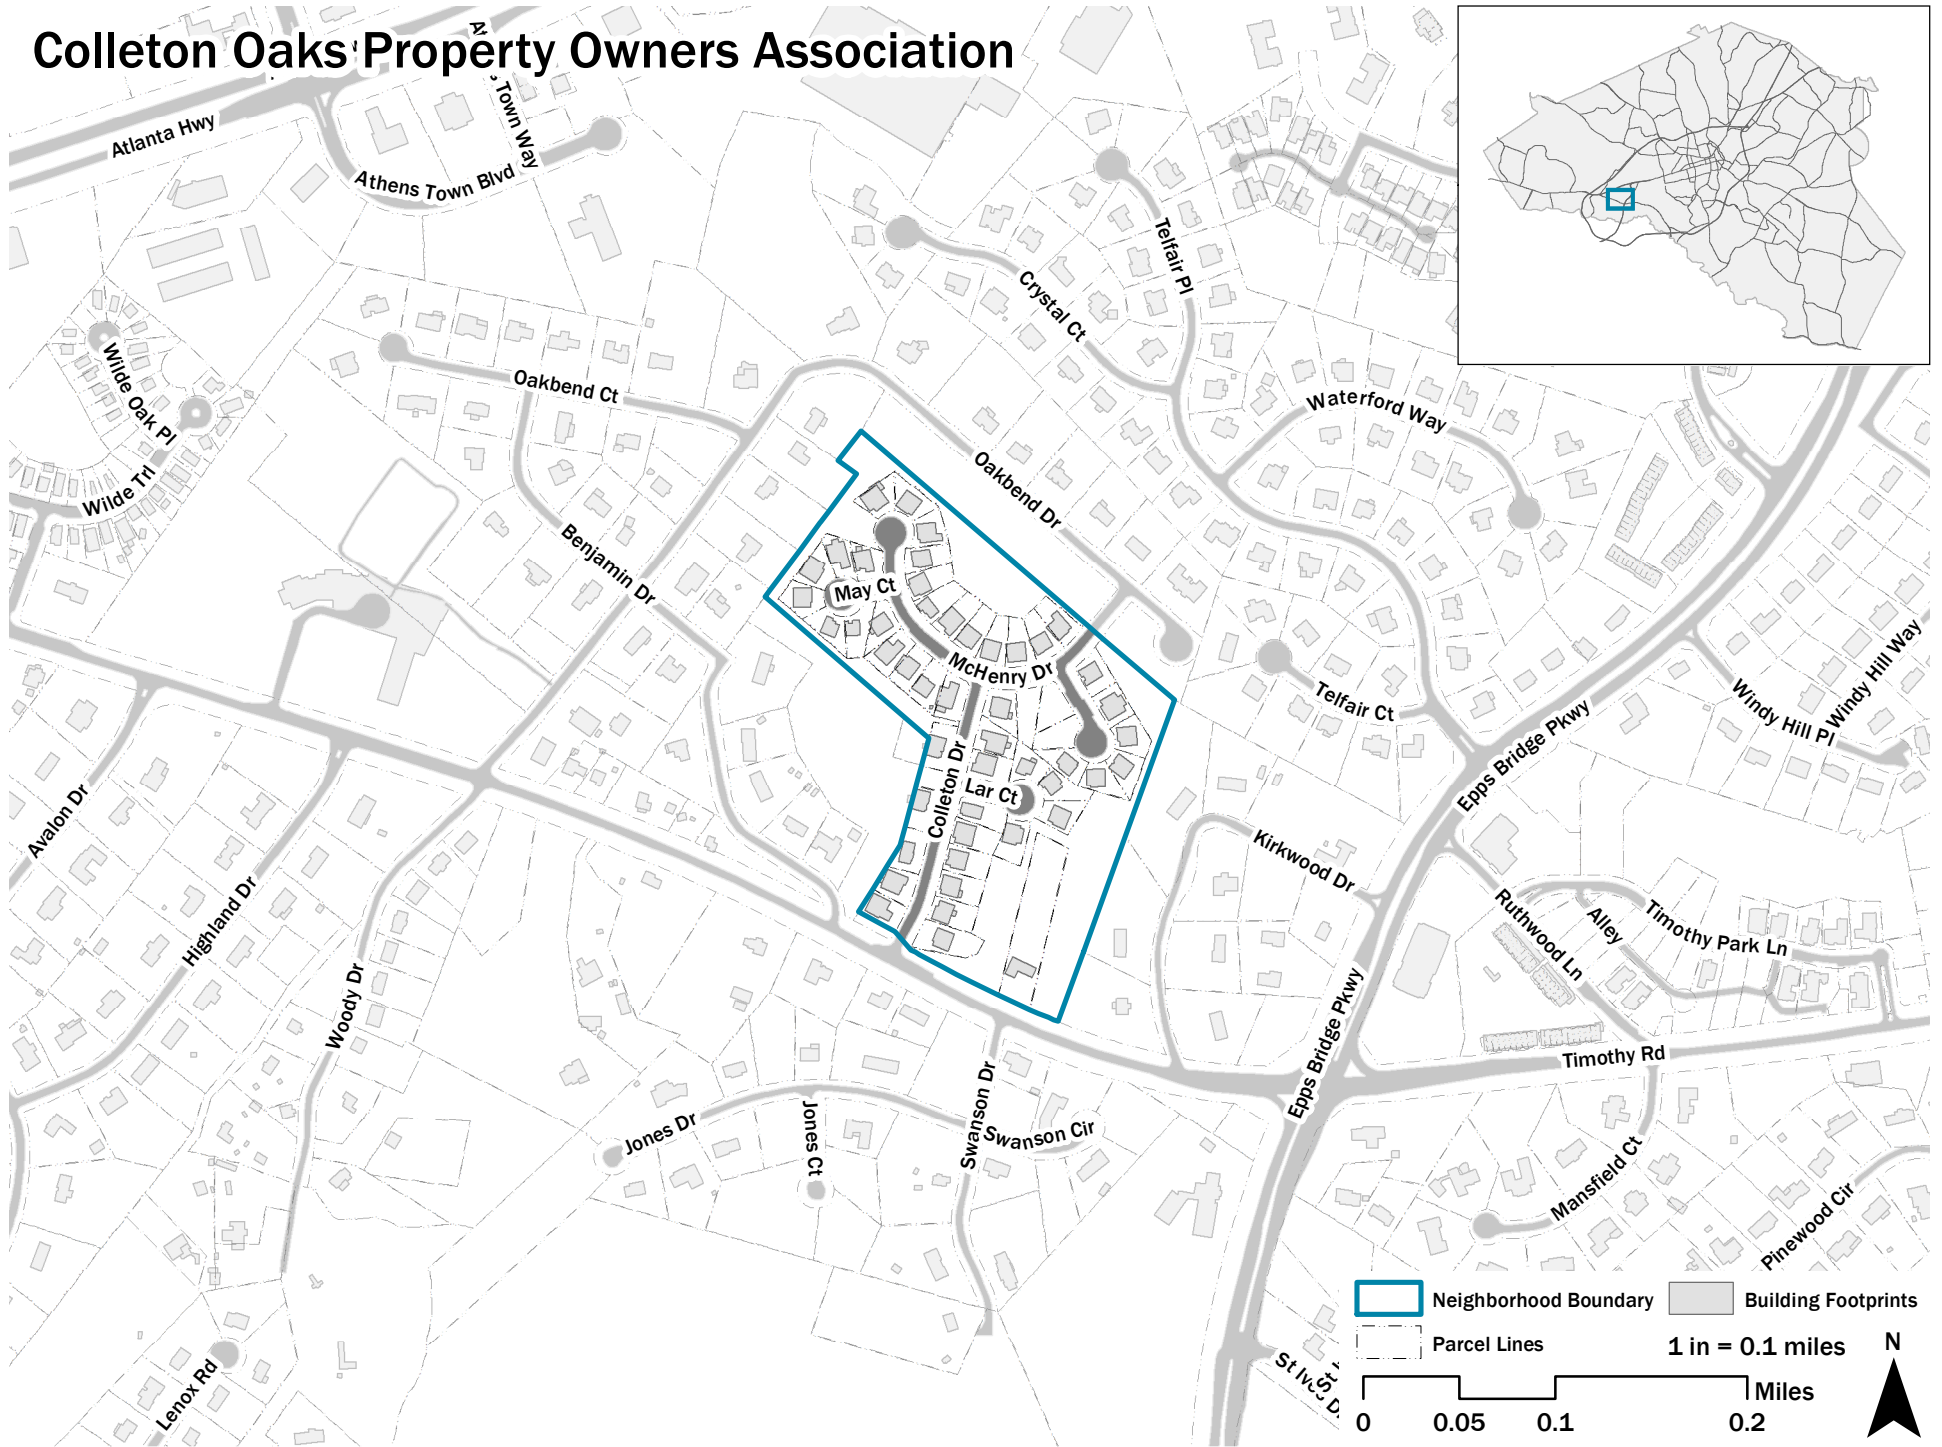 Colleton Oaks Property Owners Association
Atlanta Hwy
Town Way
Athens Town Blvd
Telfair Pl
Crystal Ct
Wilde Oak Pl
Oakbend Ct
Waterford Way
Wilde Trl
Oakbend Dr
Benjamin Dr
May Ct
McHenry Dr
Telfair Ct
Windy Hill Way
Windy Hill Pl
Epps Bridge Pkwy
Colleton Dr
Lar Ct
Avalon Dr
Kirkwood Dr
Highland Dr
Woody Dr
Ruthwood Ln
Alley
Timothy Park Ln
Epps Bridge Pkwy
Timothy Rd
Swanson Dr
Jones Dr
Jones Ct
Swanson Cir
Mansfield Ct
Pinewood Cir
Lenox Rd
Neighborhood Boundary
Building Footprints
Parcel Lines
1 in = 0.1 miles
N
Miles
0 0.05 0.1 0.2